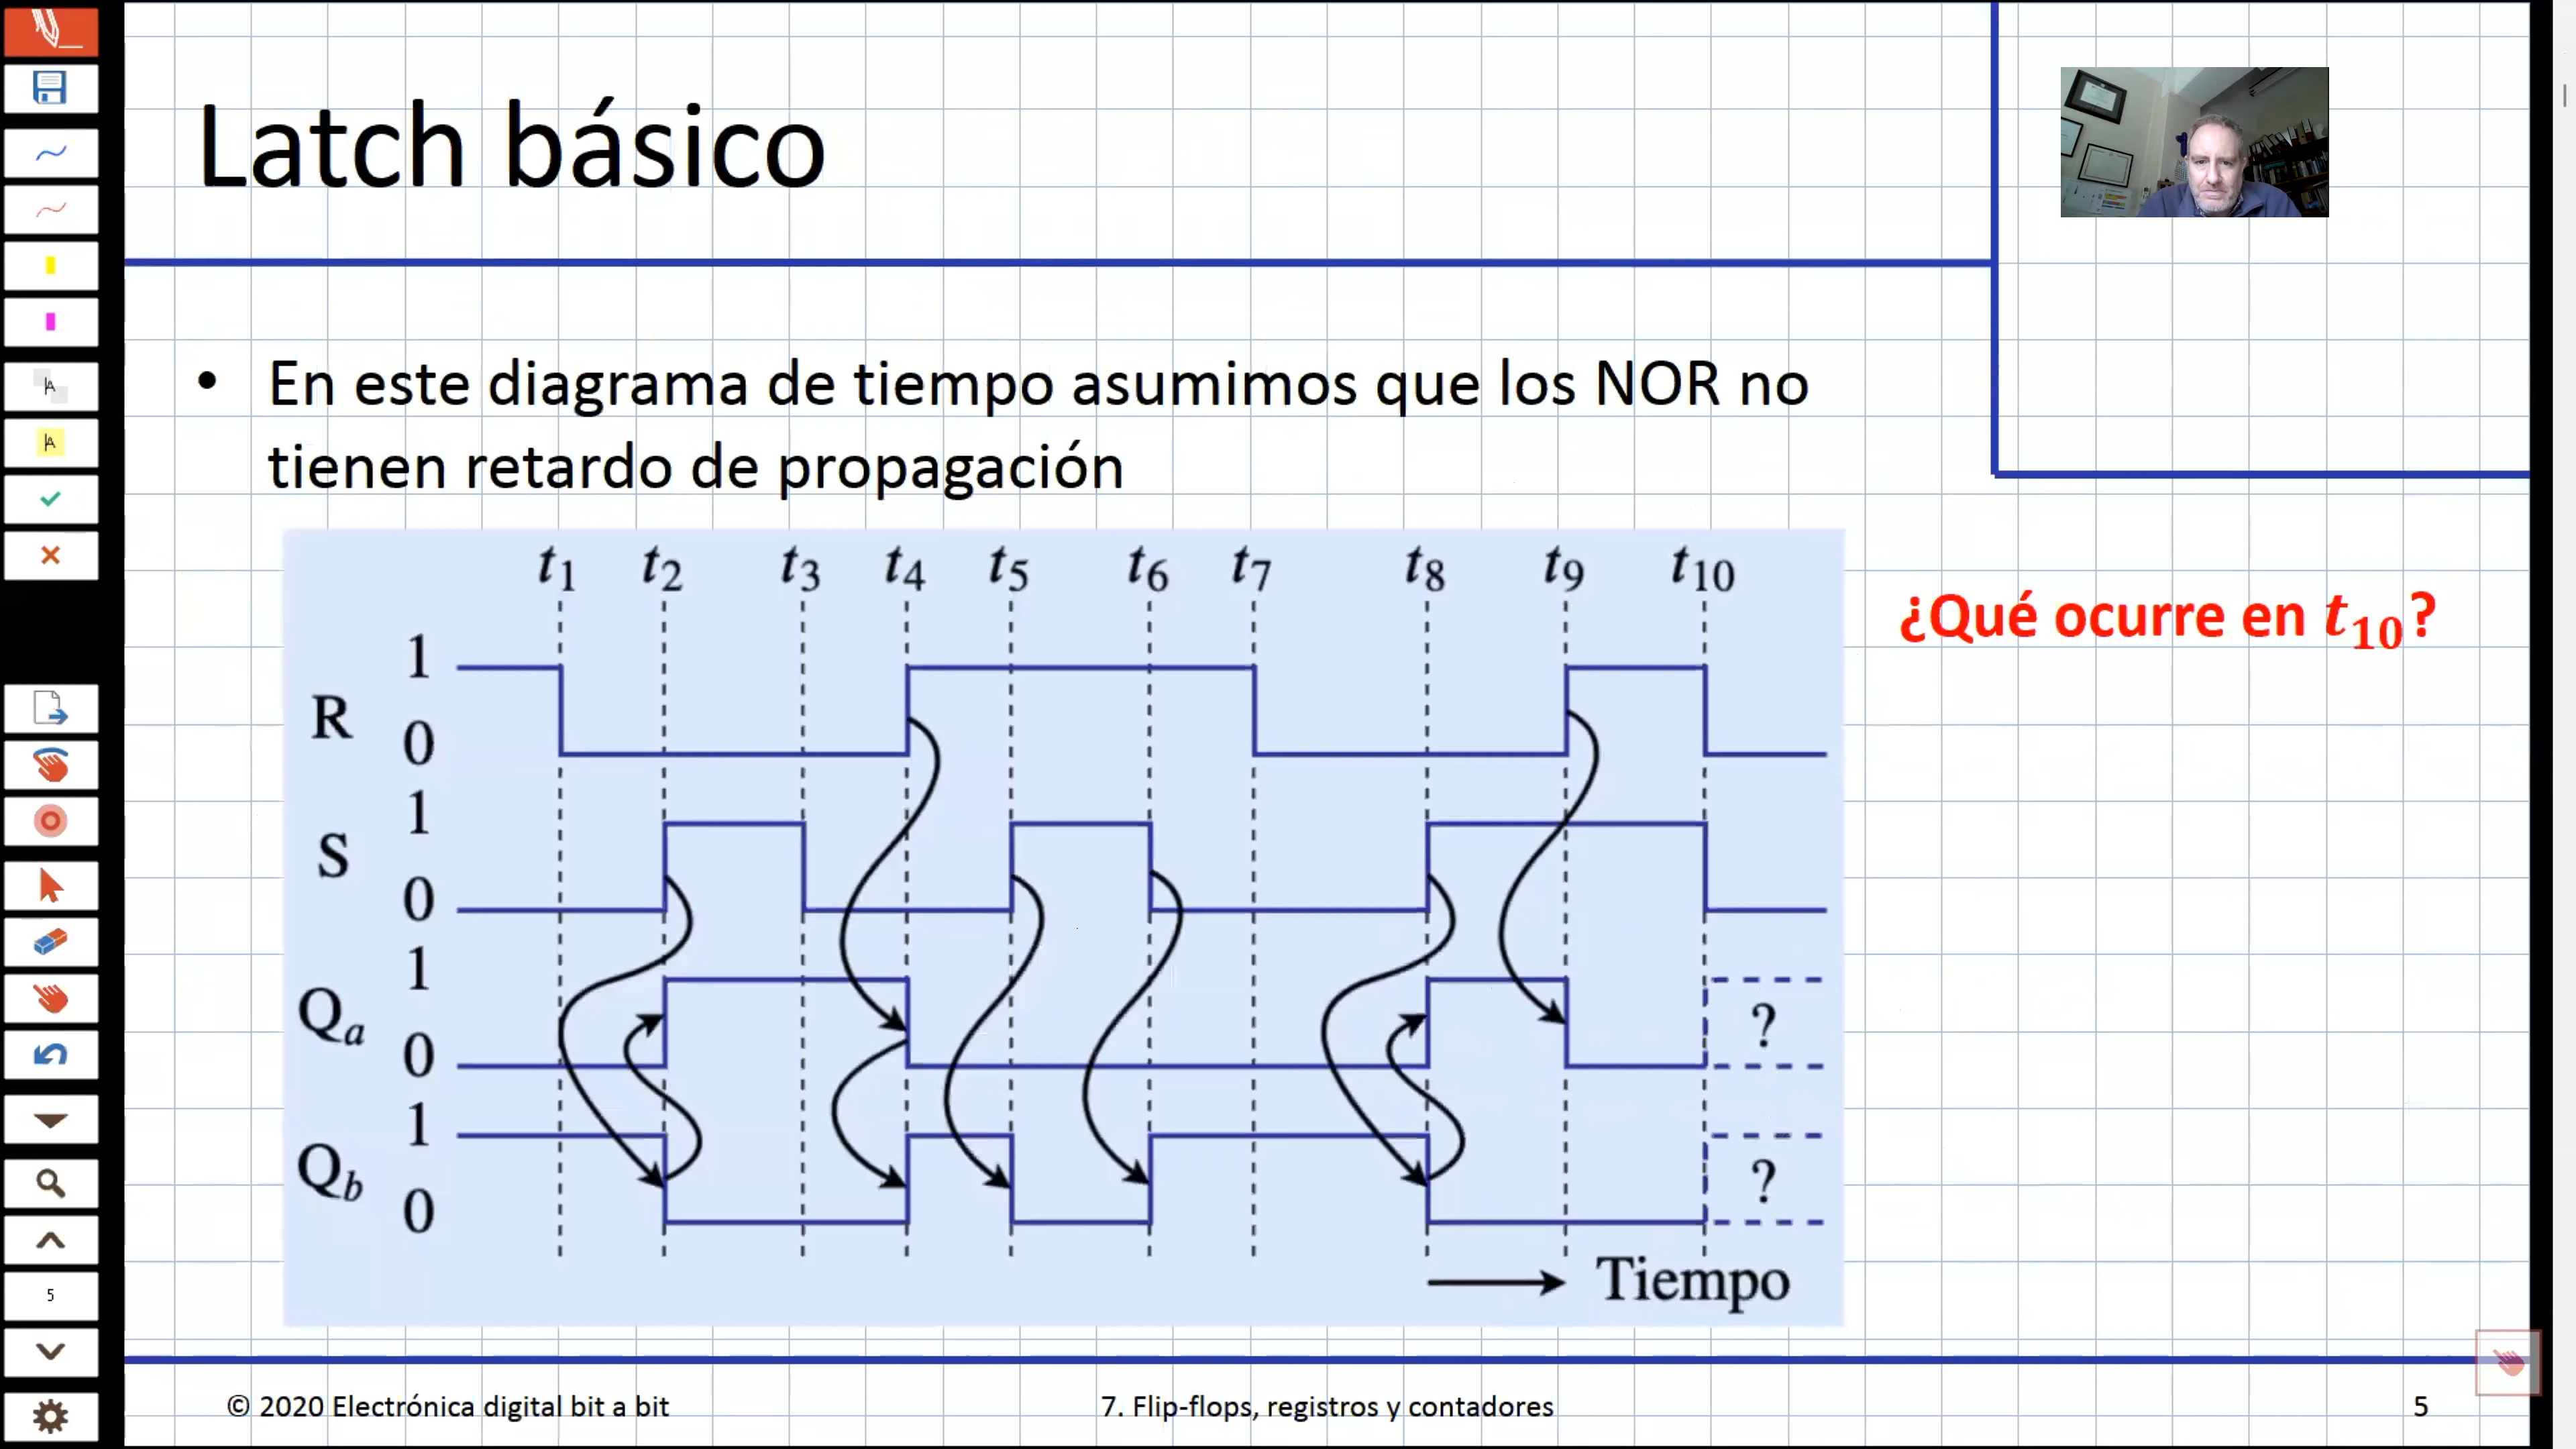 Latch básico
• En este diagrama de tiempo asumimos que los NOR no
tienen retardo de propagación
t1 t2 t3 t4 t5 t6 t7 t8 t9 t10
¿Qué ocurre en t10?
1
R
0
1
S
0
1
Qa ?
0
1
Qb ?
0
Tiempo
5
© 2020 Electrónica digital bit a bit 7. Flip-flops, registros y contadores 5